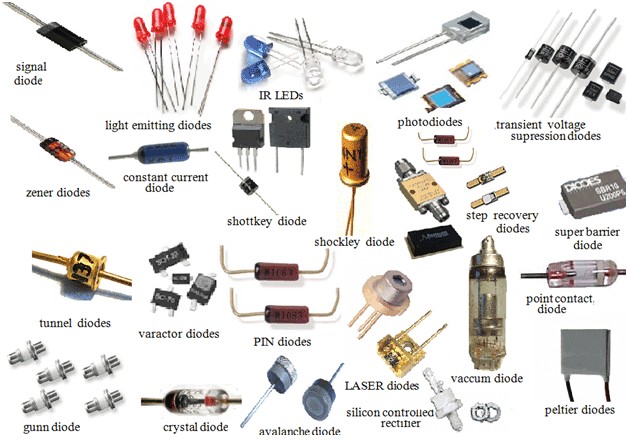 signal
diode
light emitting diodes
IR LEDs
photodiodes
transient voltage
supression diodes
zener diodes
constant current
diode
shottkey diode
shockley diode
step recovery
diodes
super barrier
diode
DIODES
SBR10
tunnel diodes
varactor diodes
PIN diodes
LASER diodes
vaccum diode
point contact
diode
gunn diode
crystal diode
avalanche diode
silicon controlled
rectifier
peltier diodes